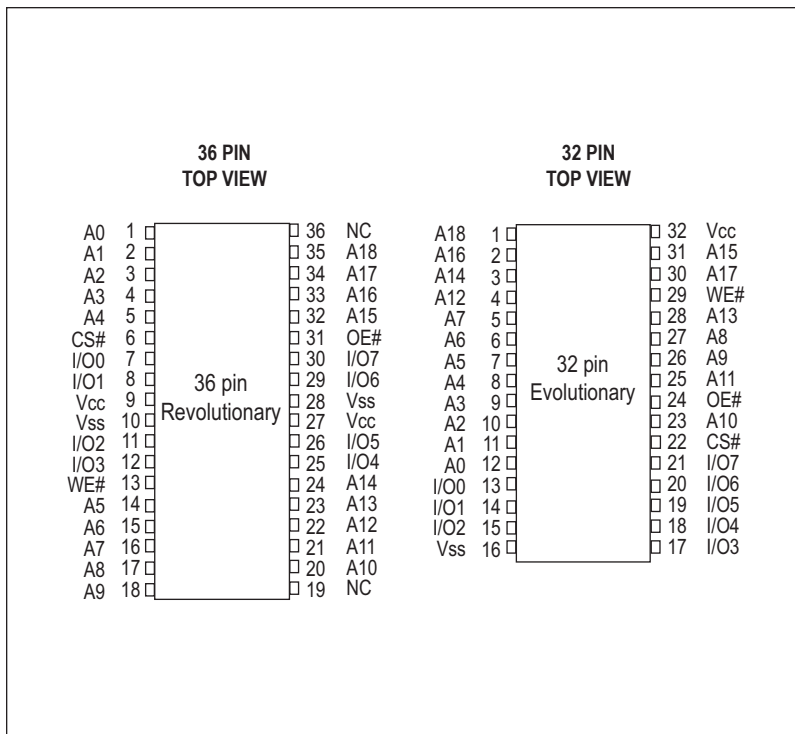 36 PIN
TOP VIEW
A0 1
A1 2
A2 3
A3 4
A4 5
CS# 6
I/O0 7
I/O1 8
Vcc 9
Vss 10
I/O2 11
I/O3 12
WE# 13
A5 14
A6 15
A7 16
A8 17
A9 18
36 pin
Revolutionary
36 NC
35 A18
34 A17
33 A16
32 A15
31 OE#
30 I/O7
29 I/O6
28 Vss
27 Vcc
26 I/O5
25 I/O4
24 A14
23 A13
22 A12
21 A11
20 A10
19 NC
32 PIN
TOP VIEW
A18 1
A16 2
A14 3
A12 4
A7 5
A6 6
A5 7
A4 8
A3 9
A2 10
A1 11
A0 12
I/O0 13
I/O1 14
I/O2 15
Vss 16
32 pin
Evolutionary
32 Vcc
31 A15
30 A17
29 WE#
28 A13
27 A8
26 A9
25 A11
24 OE#
23 A10
22 CS#
21 I/O7
20 I/O6
19 I/O5
18 I/O4
17 I/O3